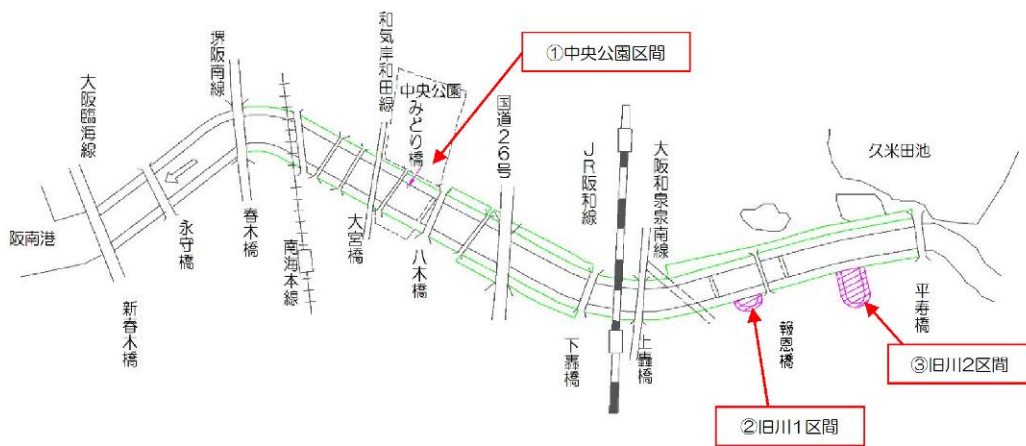 ①中央公園区間
和気岸和田線
堺阪南線
大阪臨海線
中央公園
みどり橋
国道26号
JR阪和線
大阪和泉泉南線
久米田池
阪南港
永守橋
春木橋
南海本線
大宮橋
八木橋
新春木橋
下轟橋
上轟橋
報恩橋
平寿橋
②旧川1区間
③旧川2区間